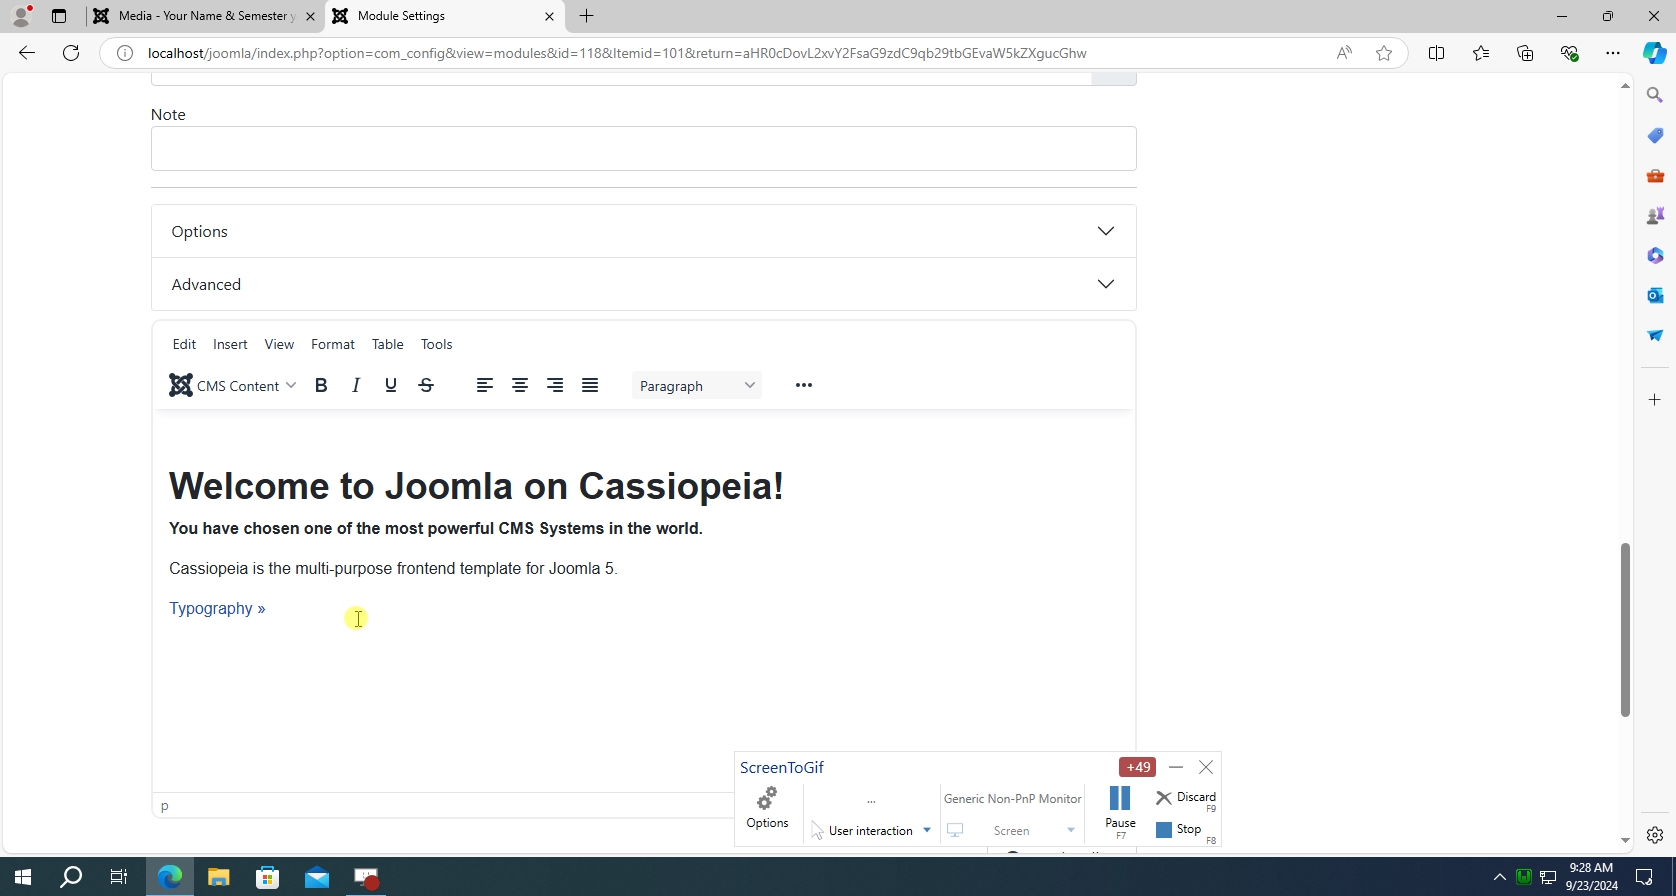 Media - Your Name & Semester y
Module Settings
localhost/joomla/index.php?option=com_config&view=modules&id=118&Itemid=101&return=aHR0cDovL2xvY2FsaG9zdC9qb29tbGEvaW5kZXgucGhw
Note
Options
Advanced
Edit Insert View Format Table Tools
CMS Content B I U S Paragraph
Welcome to Joomla on Cassiopeia!
You have chosen one of the most powerful CMS Systems in the world.
Cassiopeia is the multi-purpose frontend template for Joomla 5.
Typography »
p
ScreenToGif +49
... Generic Non-PnP Monitor Discard
F9
Options User interaction Screen Pause Stop
F7 F8
9:28 AM
9/23/2024